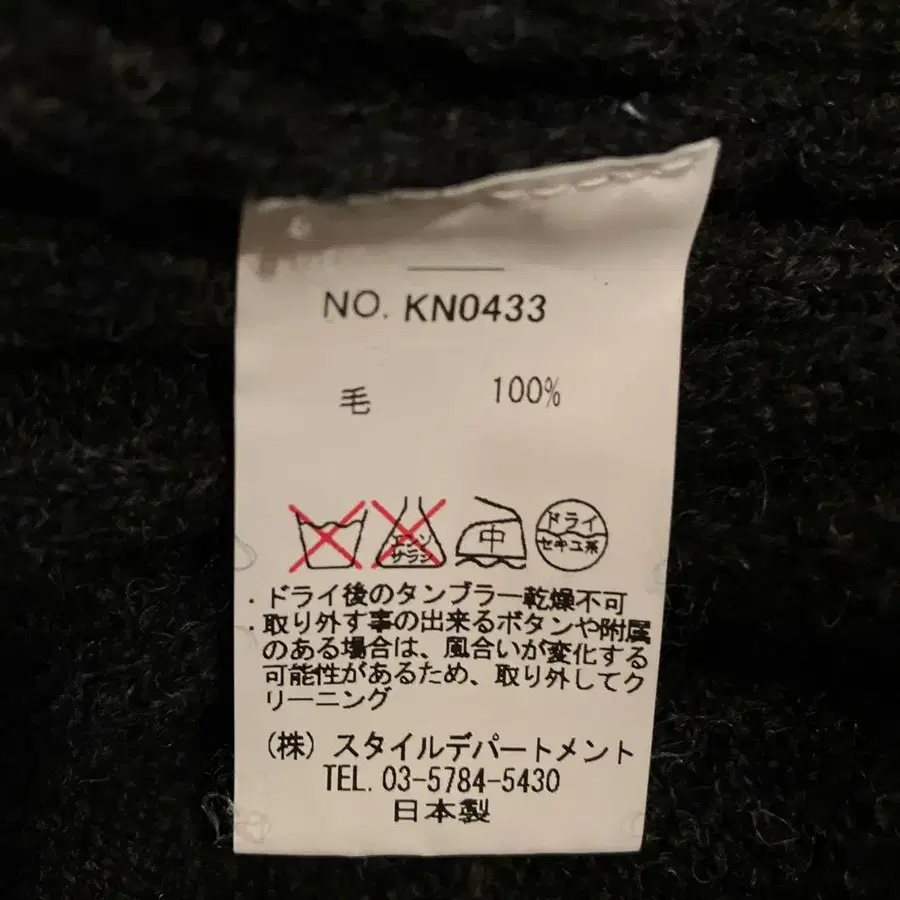 NO. KN0433
毛 100%
エンソ
サラシ
中
ドライ
セキユ系
・ドライ後のタンブラー乾燥不可
・取り外す事の出来るボタンや附属
のある場合は、風合いが変化する
可能性があるため、取り外してク
リーニング
(株) スタイルデパートメント
TEL. 03-5784-5430
日本製